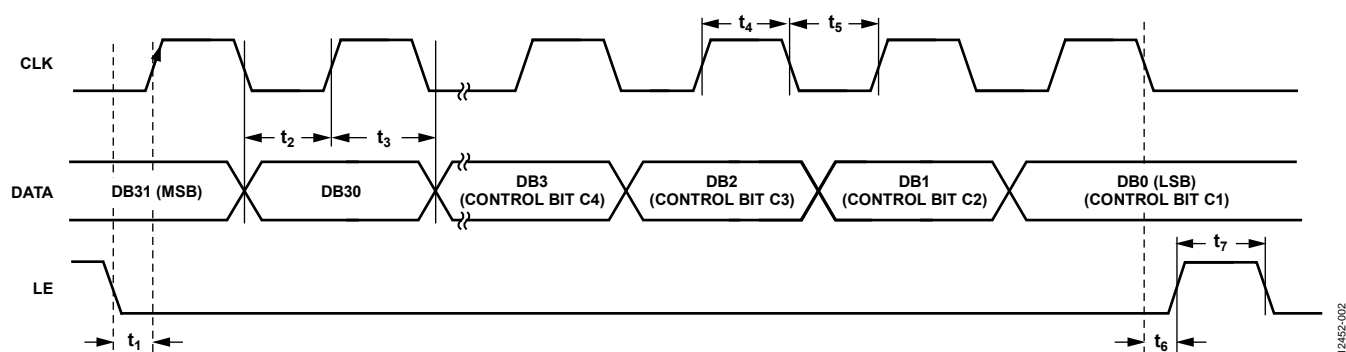 t4
t5
CLK
t2
t3
DATA
DB31 (MSB)
DB30
DB3
(CONTROL BIT C4)
DB2
(CONTROL BIT C3)
DB1
(CONTROL BIT C2)
DB0 (LSB)
(CONTROL BIT C1)
t7
LE
t1
t6
12452-002